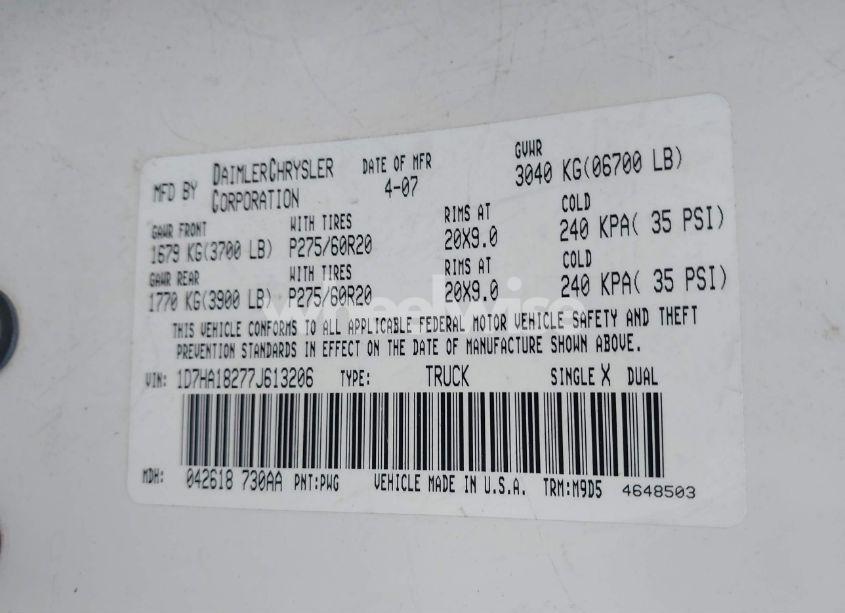 MFD BY DAIMLERCHRYSLER CORPORATION DATE OF MFR 4-07 GVWR 3040 KG(06700 LB)
GAWR FRONT WITH TIRES RIMS AT COLD
1679 KG(3700 LB) P275/60R20 20X9.0 240 KPA( 35 PSI)
GAWR REAR WITH TIRES RIMS AT COLD
1770 KG(3900 LB) P275/60R20 20X9.0 240 KPA( 35 PSI)
THIS VEHICLE CONFORMS TO ALL APPLICABLE FEDERAL MOTOR VEHICLE SAFETY AND THEFT
PREVENTION STANDARDS IN EFFECT ON THE DATE OF MANUFACTURE SHOWN ABOVE.
VIN: 1D7HA18277J613206 TYPE: TRUCK SINGLE X DUAL
MDH: 042618 730AA PNT:PWG VEHICLE MADE IN U.S.A. TRM:M9D5 4648503
wheelwise